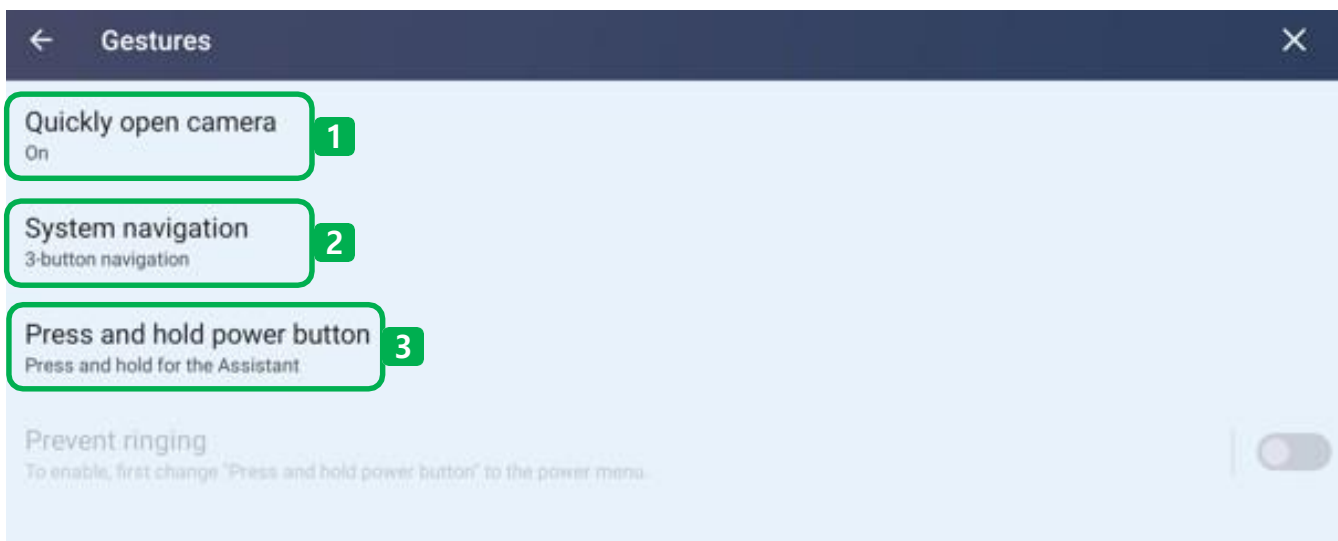 Gestures
Quickly open camera
On
1
System navigation
3-button navigation
2
Press and hold power button
Press and hold for the Assistant
3
Prevent ringing
To enable, first change "Press and hold power button" to the power menu.